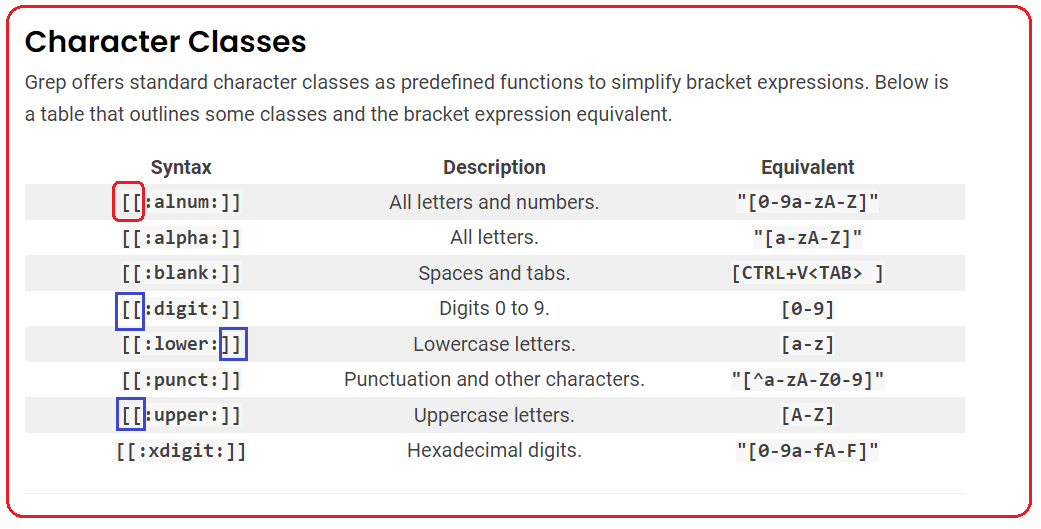 Character Classes
Grep offers standard character classes as predefined functions to simplify bracket expressions. Below is
a table that outlines some classes and the bracket expression equivalent.
Syntax Description Equivalent
[[:alnum:]] All letters and numbers. "[0-9a-zA-Z]"
[[:alpha:]] All letters. "[a-zA-Z]"
[[:blank:]] Spaces and tabs. [CTRL+V<TAB> ]
[[:digit:]] Digits 0 to 9. [0-9]
[[:lower:]] Lowercase letters. [a-z]
[[:punct:]] Punctuation and other characters. "[^a-zA-Z0-9]"
[[:upper:]] Uppercase letters. [A-Z]
[[:xdigit:]] Hexadecimal digits. "[0-9a-fA-F]"